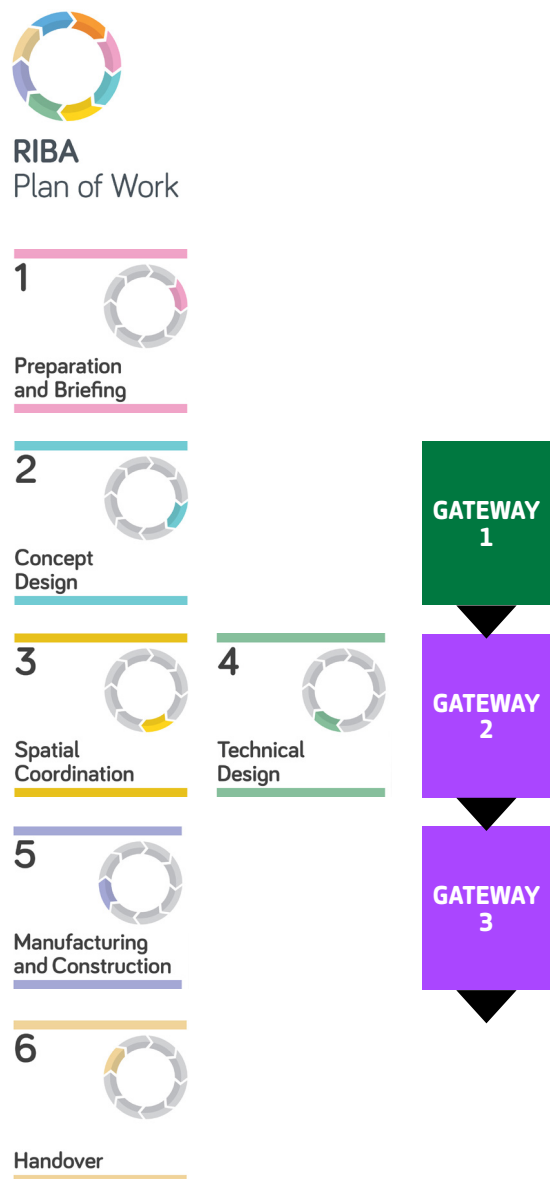 RIBA
Plan of Work
1
Preparation
and Briefing
2
Concept
Design
GATEWAY
1
3
Spatial
Coordination
4
Technical
Design
GATEWAY
2
5
Manufacturing
and Construction
GATEWAY
3
6
Handover